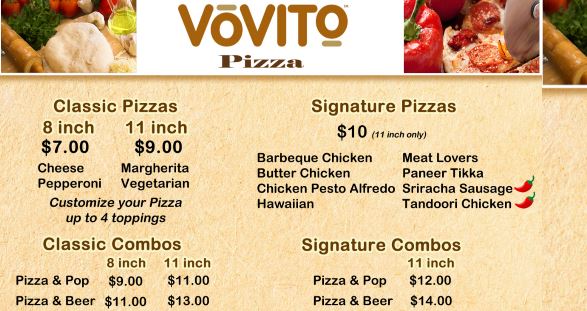 VōVITO™
Pizza
Classic Pizzas
8 inch 11 inch
$7.00 $9.00
Cheese Margherita
Pepperoni Vegetarian
Customize your Pizza
up to 4 toppings
Classic Combos
8 inch 11 inch
Pizza & Pop $9.00 $11.00
Pizza & Beer $11.00 $13.00
Signature Pizzas
$10 (11 inch only)
Barbeque Chicken Meat Lovers
Butter Chicken Paneer Tikka
Chicken Pesto Alfredo Sriracha Sausage
Hawaiian Tandoori Chicken
Signature Combos
11 inch
Pizza & Pop $12.00
Pizza & Beer $14.00